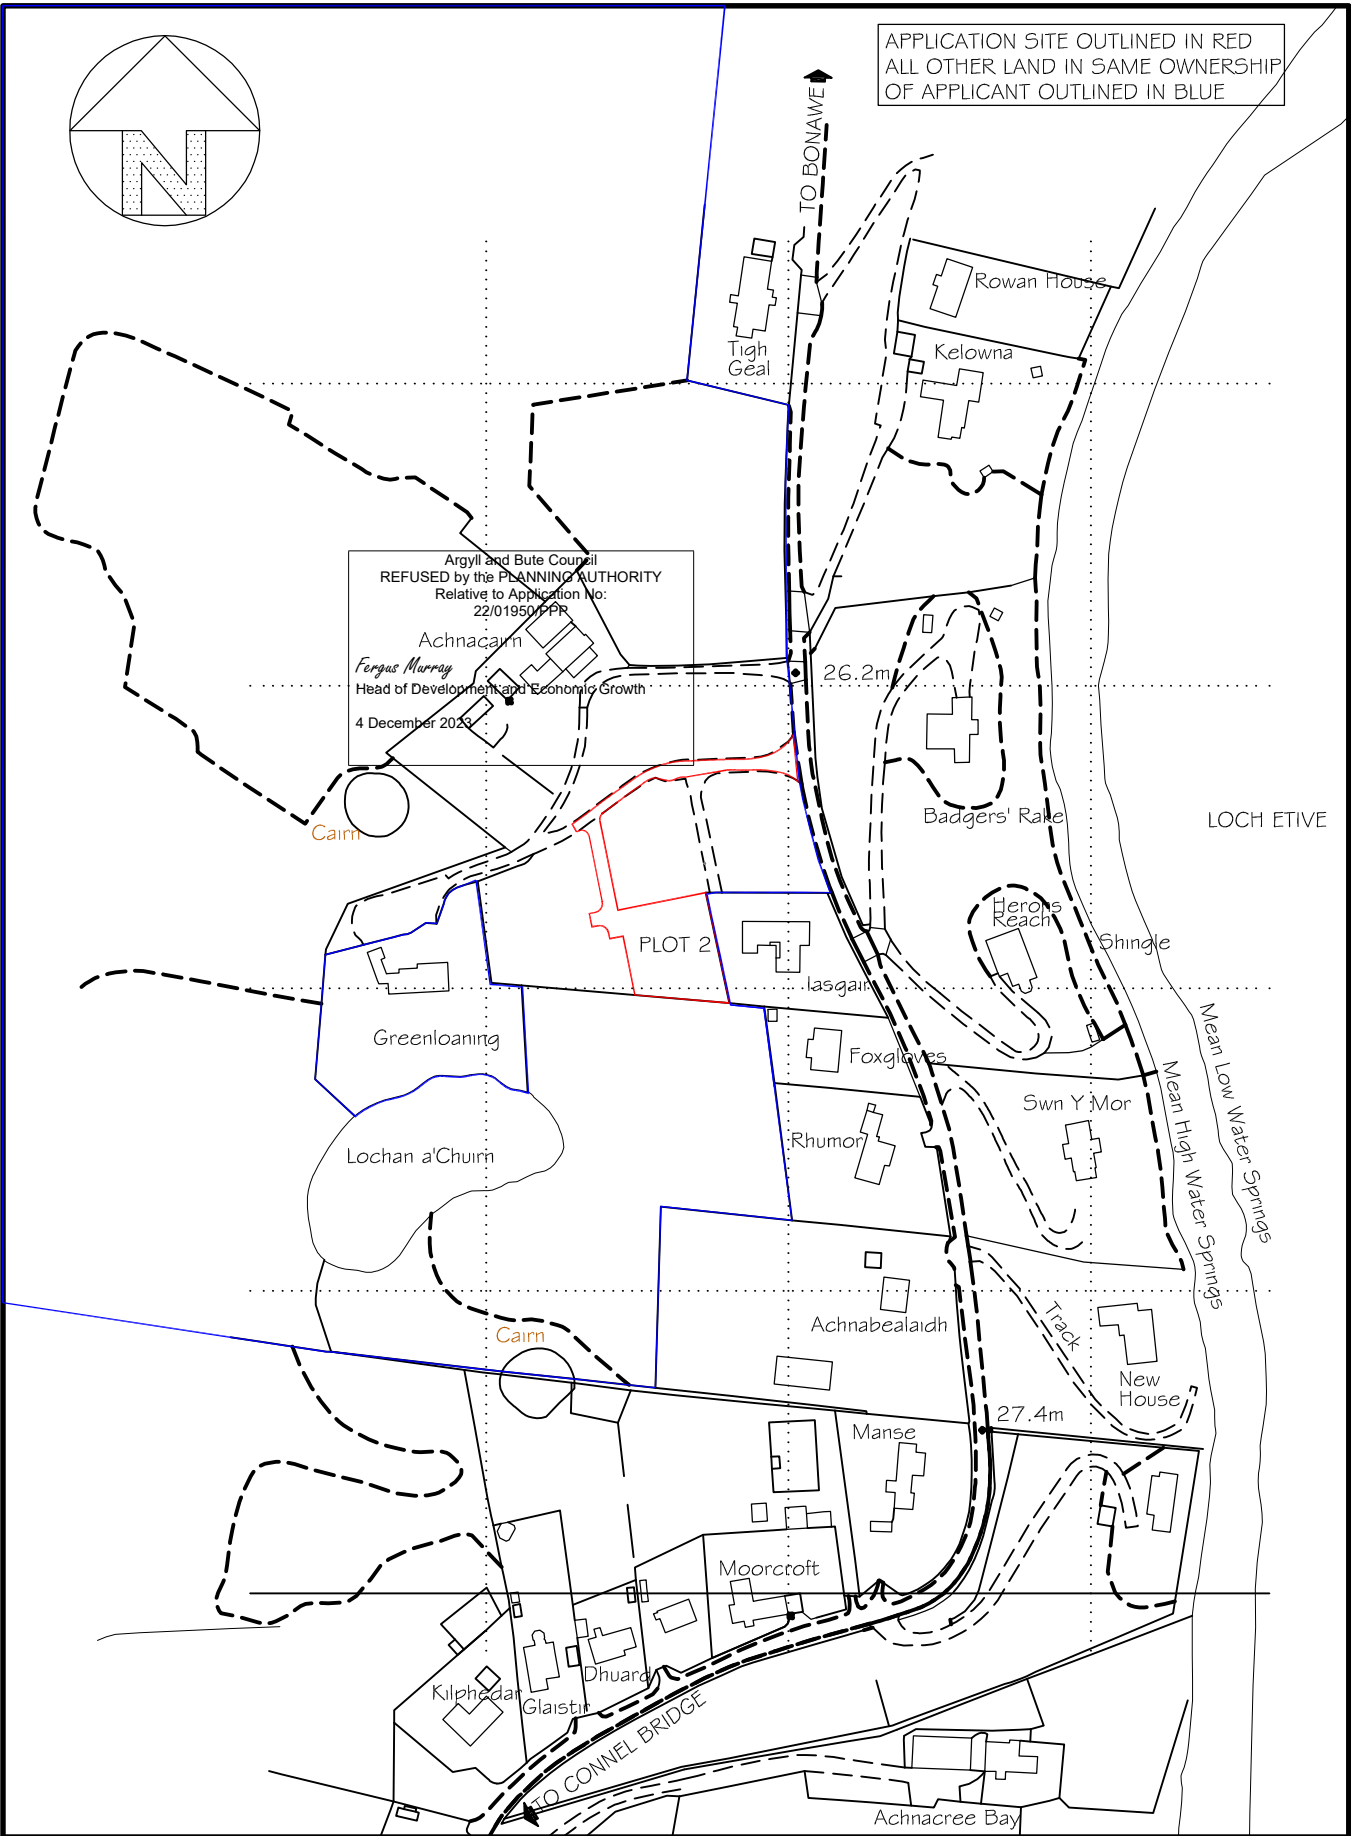 APPLICATION SITE OUTLINED IN RED
ALL OTHER LAND IN SAME OWNERSHIP
OF APPLICANT OUTLINED IN BLUE
N
TO BONAWE
Rowan House
Tigh
Geal
Kelowna
Argyll and Bute Council
REFUSED by the PLANNING AUTHORITY
Relative to Application No:
22/01950/PPP
Achnacairn
Fergus Murray
Head of Development and Economic Growth
4 December 2023
26.2m
Cairn
Badgers' Rake
LOCH ETIVE
Herons
Reach
PLOT 2
Shingle
Iasgair
Greenloaning
Foxgloves
Mean Low Water Springs
Mean High Water Springs
Swn Y Mor
Rhumor
Lochan a'Chuirn
Achnabealaidh
Track
Cairn
New
House
27.4m
Manse
Moorcroft
Dhuard
Kilphedar
Glaistir
TO CONNEL BRIDGE
Achnacree Bay